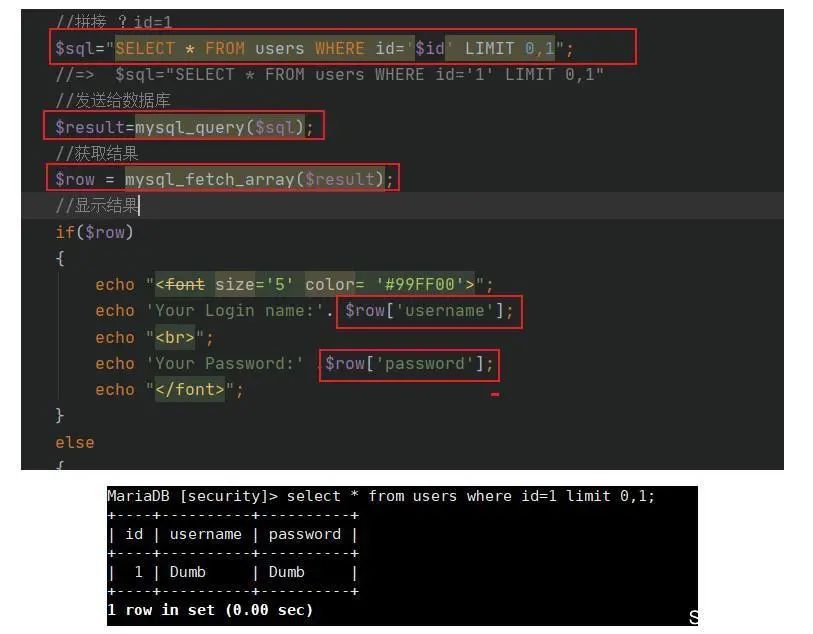 //拼接 ？id=1
$sql="SELECT * FROM users WHERE id='$id' LIMIT 0,1";
//=>  $sql="SELECT * FROM users WHERE id='1' LIMIT 0,1"
//发送给数据库
$result=mysql_query($sql);
//获取结果
$row = mysql_fetch_array($result);
//显示结果
if($row)
{
echo "<font size='5' color= '#99FF00'>";
echo 'Your Login name:'. $row['username'];
echo "<br>";
echo 'Your Password:' .$row['password'];
echo "</font>";
}
else
{
MariaDB [security]> select * from users where id=1 limit 0,1;
+----+----------+----------+
| id | username | password |
+----+----------+----------+
|  1 | Dumb     | Dumb     |
+----+----------+----------+
1 row in set (0.00 sec)
S